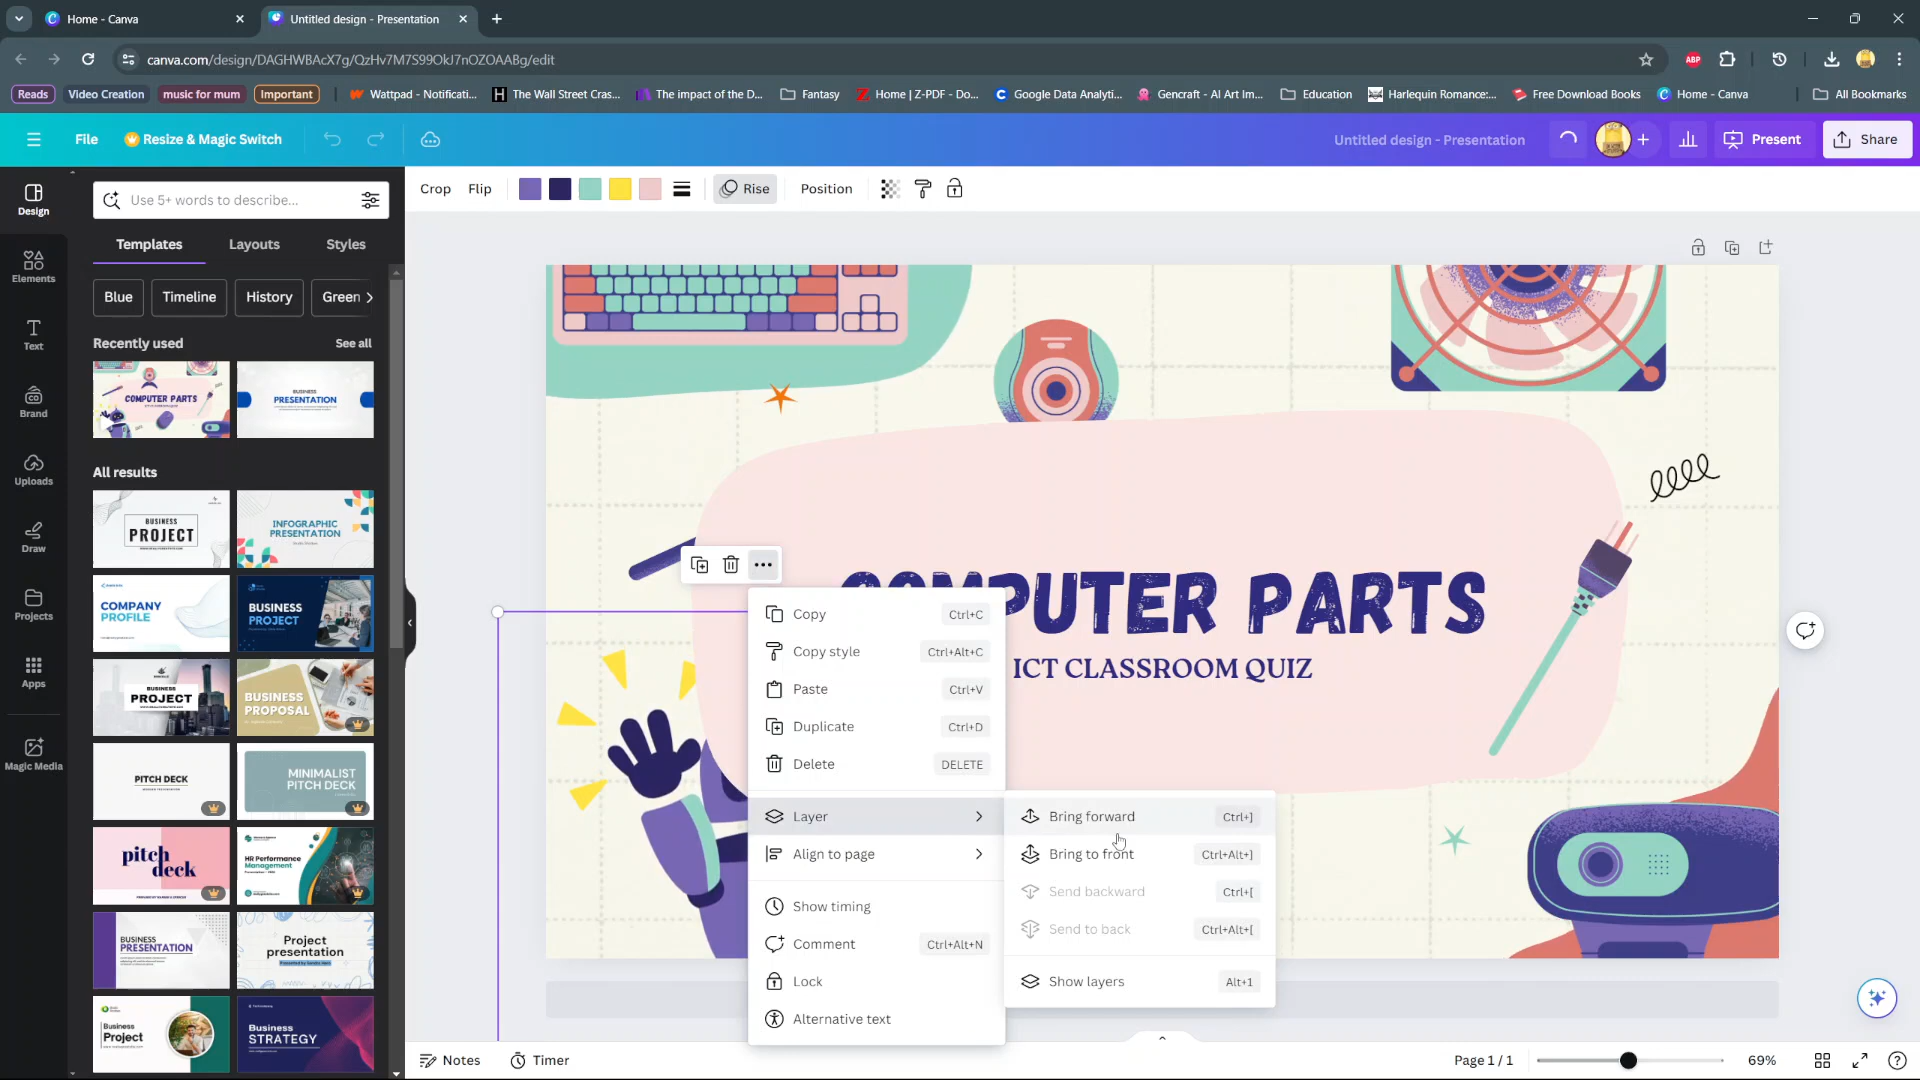 Home - Canva
Untitled design - Presentation
canva.com/design/DAGHWBAcX7g/QzHv7M7S99OkJ7nOZOAABg/edit
ABP
Reads
Video Creation
music for mum
Important
Wattpad - Notificati...
The Wall Street Cras...
The impact of the D...
Fantasy
Home | Z-PDF - Do...
Google Data Analyti...
Gencraft - AI Art Im...
Education
Harlequin Romance:...
Free Download Books
Home - Canva
All Bookmarks
File
Resize & Magic Switch
Untitled design - Presentation
Present
Share
Design
Elements
Text
Brand
Uploads
Draw
Projects
Apps
Magic Media
Use 5+ words to describe...
Templates
Layouts
Styles
Blue
Timeline
History
Green
Recently used
See all
COMPUTER PARTS
BUSINESS
PRESENTATION
All results
BUSINESS
PROJECT
INFOGRAPHIC
PRESENTATION
COMPANY
PROFILE
BUSINESS
PROJECT
BUSINESS
PROJECT
BUSINESS
PROPOSAL
PITCH DECK
MINIMALIST
PITCH DECK
pitch
deck
HR Performance
Management
BUSINESS
PRESENTATION
Project
presentation
Business
Project
Business
STRATEGY
Crop
Flip
Rise
Position
COMPUTER PARTS
ICT CLASSROOM QUIZ
Copy Ctrl+C
Copy style Ctrl+Alt+C
Paste Ctrl+V
Duplicate Ctrl+D
Delete DELETE
Layer
Align to page
Show timing
Comment Ctrl+Alt+N
Lock
Alternative text
Bring forward Ctrl+]
Bring to front Ctrl+Alt+]
Send backward Ctrl+[
Send to back Ctrl+Alt+[
Show layers Alt+1
Notes
Timer
Page 1 / 1
69%